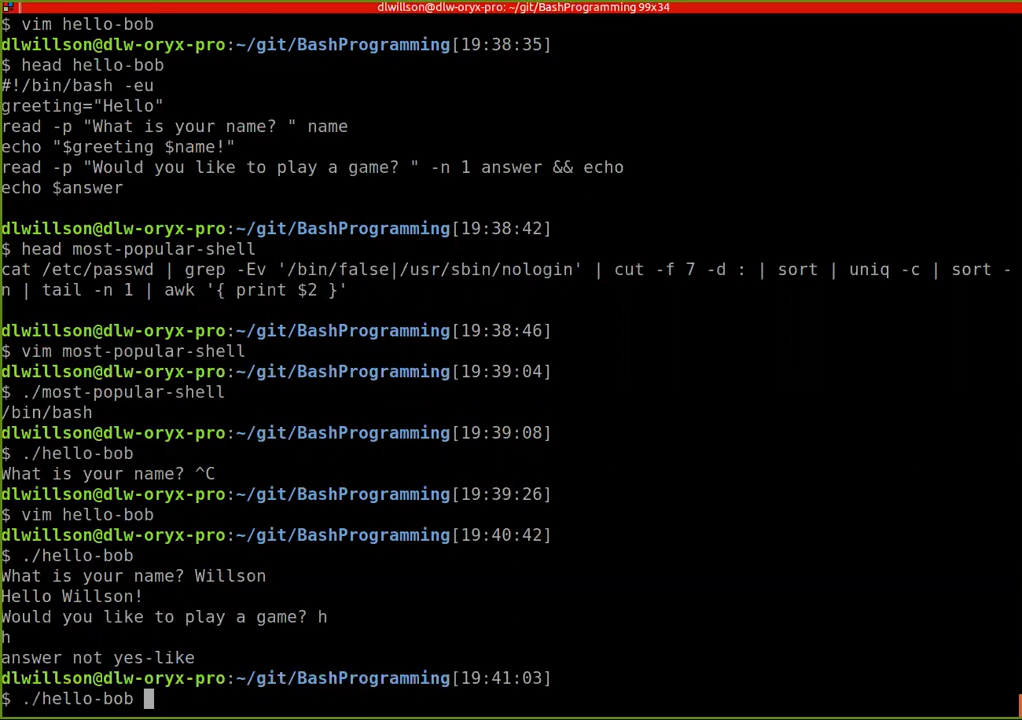 dlwillson@dlw-oryx-pro: ~/git/BashProgramming 99x34
$ vim hello-bob
dlwillson@dlw-oryx-pro:~/git/BashProgramming[19:38:35]
$ head hello-bob
#!/bin/bash -eu
greeting="Hello"
read -p "What is your name? " name
echo "$greeting $name!"
read -p "Would you like to play a game? " -n 1 answer && echo
echo $answer
dlwillson@dlw-oryx-pro:~/git/BashProgramming[19:38:42]
$ head most-popular-shell
cat /etc/passwd | grep -Ev '/bin/false|/usr/sbin/nologin' | cut -f 7 -d : | sort | uniq -c | sort -
n | tail -n 1 | awk '{ print $2 }'
dlwillson@dlw-oryx-pro:~/git/BashProgramming[19:38:46]
$ vim most-popular-shell
dlwillson@dlw-oryx-pro:~/git/BashProgramming[19:39:04]
$ ./most-popular-shell
/bin/bash
dlwillson@dlw-oryx-pro:~/git/BashProgramming[19:39:08]
$ ./hello-bob
What is your name? ^C
dlwillson@dlw-oryx-pro:~/git/BashProgramming[19:39:26]
$ vim hello-bob
dlwillson@dlw-oryx-pro:~/git/BashProgramming[19:40:42]
$ ./hello-bob
What is your name? Willson
Hello Willson!
Would you like to play a game? h
h
answer not yes-like
dlwillson@dlw-oryx-pro:~/git/BashProgramming[19:41:03]
$ ./hello-bob